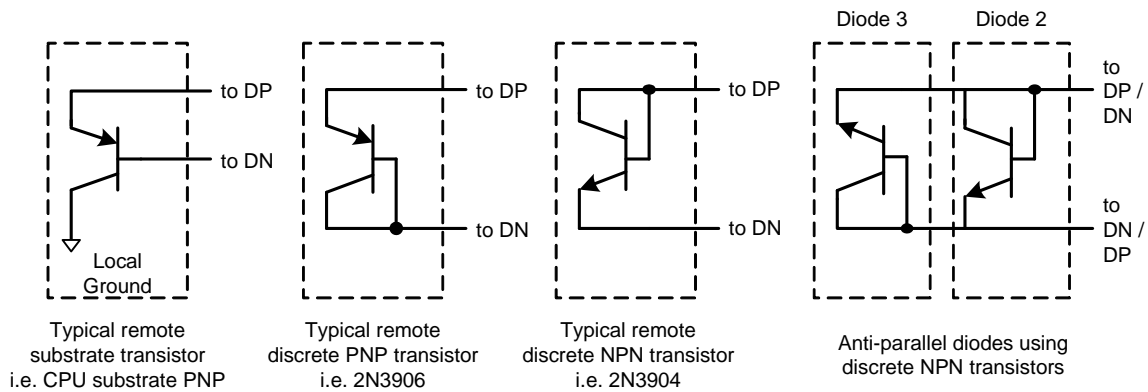 Diode 3
Diode 2
to DP
to DN
Local
Ground
to DP
to DN
to DP
to DN
to
DP /
DN
to
DN /
DP
Typical remote
substrate transistor
i.e. CPU substrate PNP
Typical remote
discrete PNP transistor
i.e. 2N3906
Typical remote
discrete NPN transistor
i.e. 2N3904
Anti-parallel diodes using
discrete NPN transistors